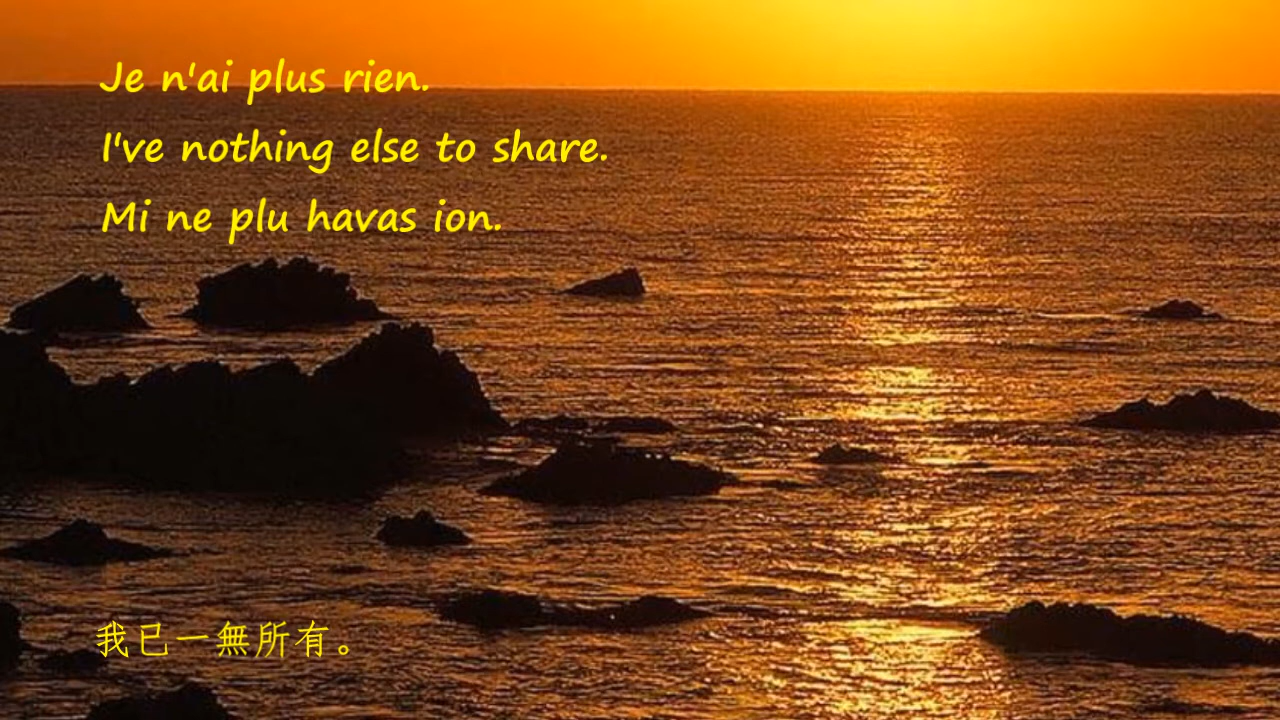 Je n'ai plus rien.
I've nothing else to share.
Mi ne plu havas ion.
我已一無所有。